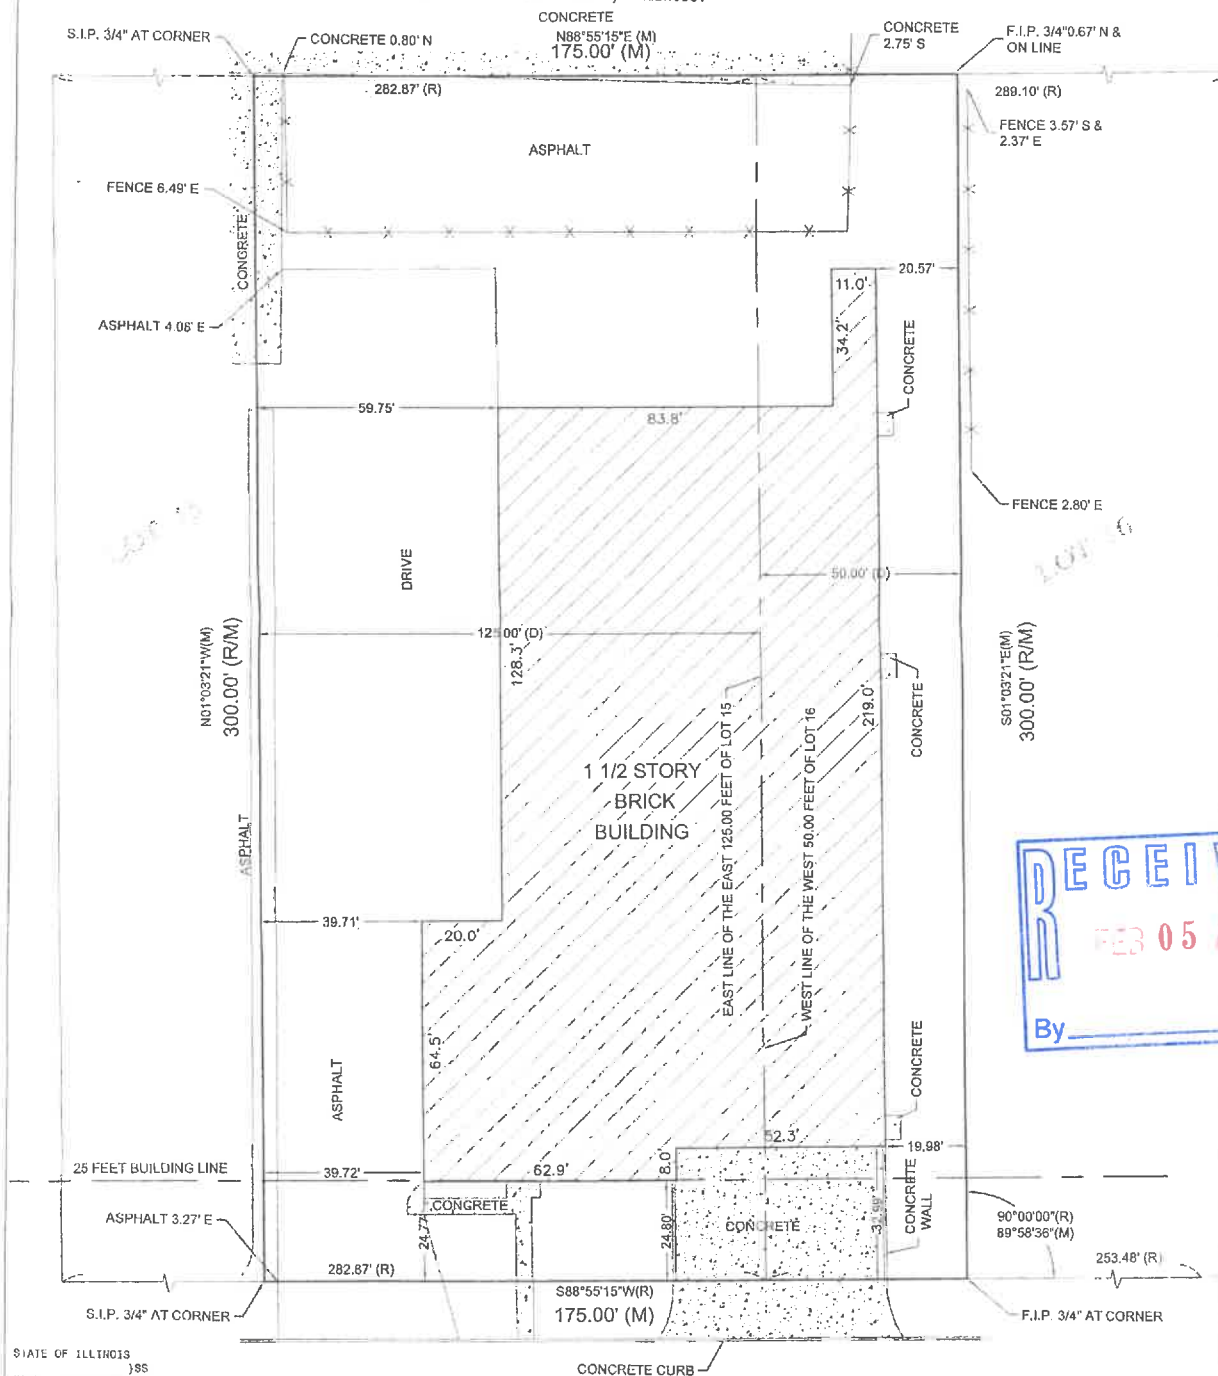 CONCRETE
N88°55'15"E (M)
175.00' (M)
S.I.P. 3/4" AT CORNER
CONCRETE 0.80' N
CONCRETE
2.75' S
F.I.P. 3/4"0.67' N &
ON LINE
282.87' (R)
289.10' (R)
FENCE 3.57' S &
2.37' E
ASPHALT
FENCE 6.49' E
CONCRETE
20.57'
11.0'
34.2'
ASPHALT 4.06' E
CONCRETE
59.75'
83.8'
FENCE 2.80' E
DRIVE
50.00' (D)
125.00' (D)
128.3'
N01°03'21"W(M)
300.00' (R/M)
219.0'
CONCRETE
S01°03'21"E(M)
300.00' (R/M)
1 1/2 STORY
BRICK
BUILDING
EAST LINE OF THE EAST 125.00 FEET OF LOT 15
WEST LINE OF THE WEST 50.00 FEET OF LOT 16
ASPHALT
RECEI
FEB 05
By
39.71'
20.0'
64.5'
ASPHALT
CONCRETE
52.3'
19.98'
25 FEET BUILDING LINE
39.72'
62.9'
8.0'
CONCRETE
CONCRETE
CONCRETE
WALL
ASPHALT 3.27' E
24.77'
24.80'
32.99'
90°00'00"(R)
89°58'36"(M)
253.48' (R)
282.87' (R)
S88°55'15"W(R)
175.00' (M)
S.I.P. 3/4" AT CORNER
F.I.P. 3/4" AT CORNER
CONCRETE CURB
STATE OF ILLINOIS
)SS